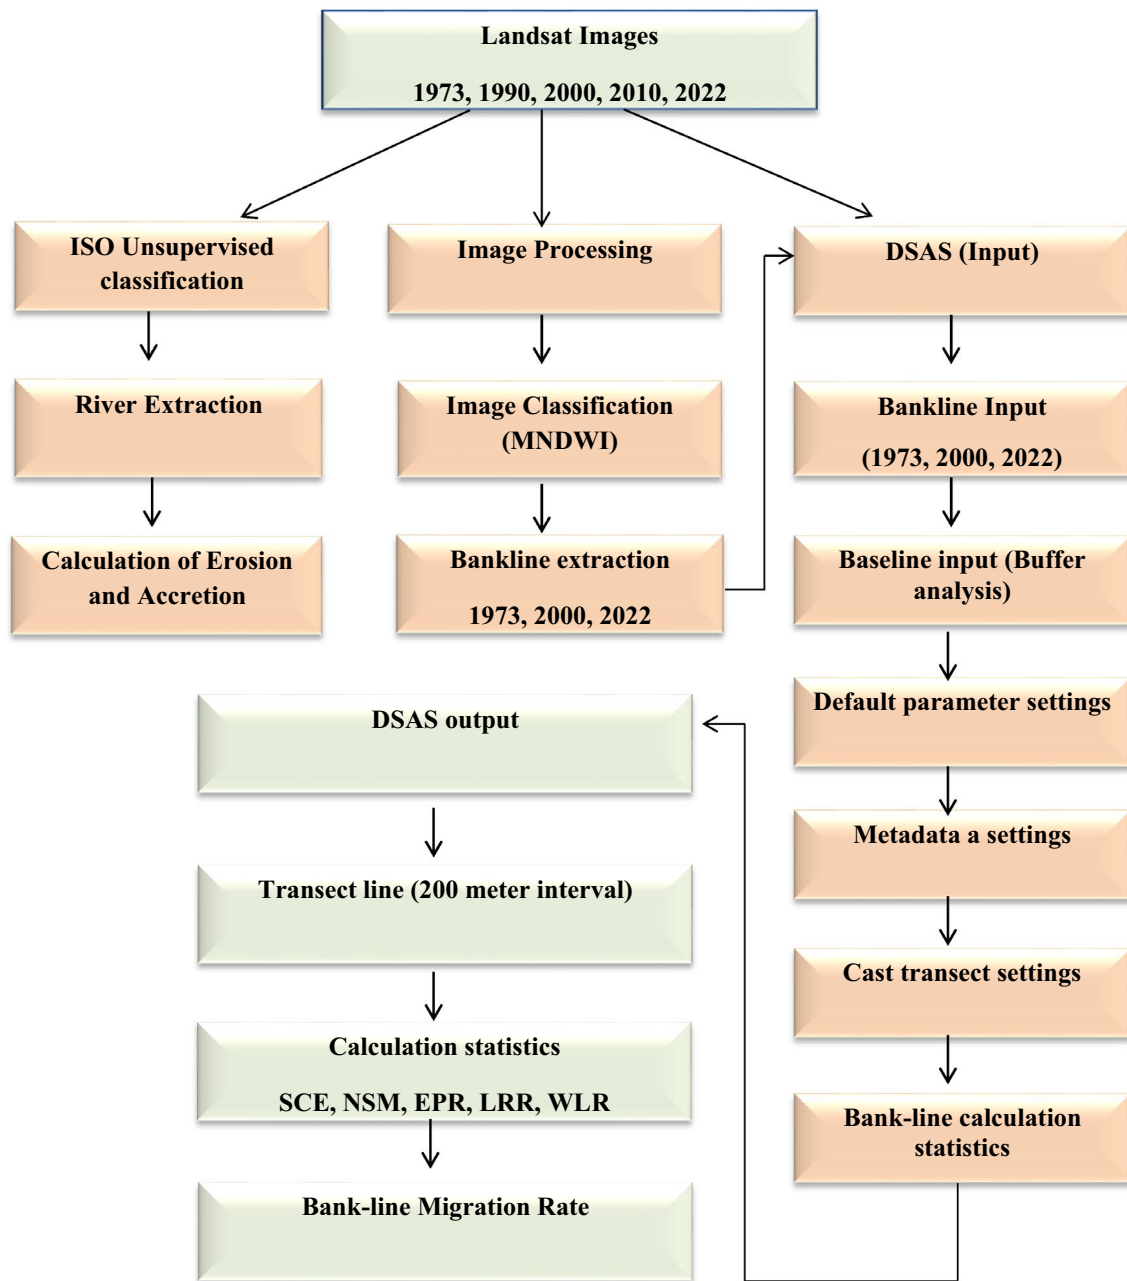 Landsat Images
1973, 1990, 2000, 2010, 2022
ISO Unsupervised
classification
River Extraction
Calculation of Erosion
and Accretion
Image Processing
Image Classification
(MNDWI)
Bankline extraction
1973, 2000, 2022
DSAS (Input)
Bankline Input
(1973, 2000, 2022)
Baseline input (Buffer
analysis)
Default parameter settings
Metadata a settings
Cast transect settings
Bank-line calculation
statistics
DSAS output
Transect line (200 meter interval)
Calculation statistics
SCE, NSM, EPR, LRR, WLR
Bank-line Migration Rate